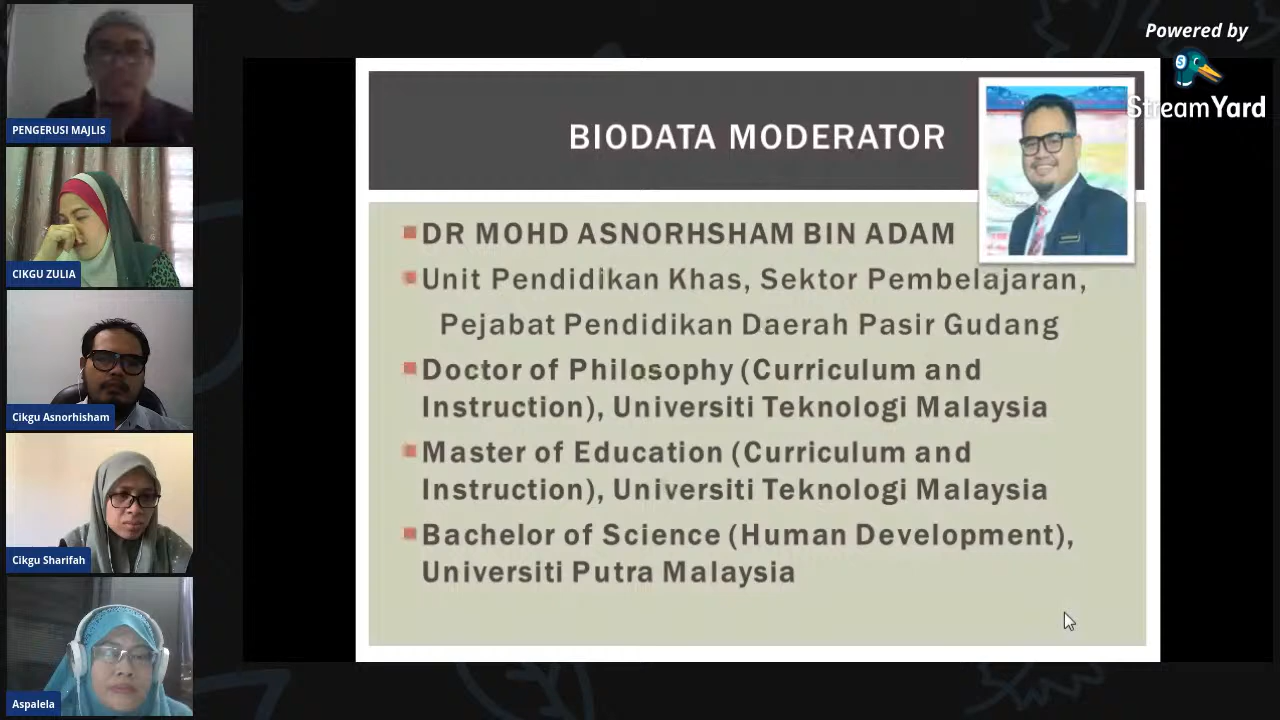 Powered by
StreamYard
PENGERUSI MAJLIS
CIKGU ZULIA
Cikgu Asnorhisham
Cikgu Sharifah
Aspalela
BIODATA MODERATOR
DR MOHD ASNORHSHAM BIN ADAM
Unit Pendidikan Khas, Sektor Pembelajaran,
Pejabat Pendidikan Daerah Pasir Gudang
Doctor of Philosophy (Curriculum and
Instruction), Universiti Teknologi Malaysia
Master of Education (Curriculum and
Instruction), Universiti Teknologi Malaysia
Bachelor of Science (Human Development),
Universiti Putra Malaysia